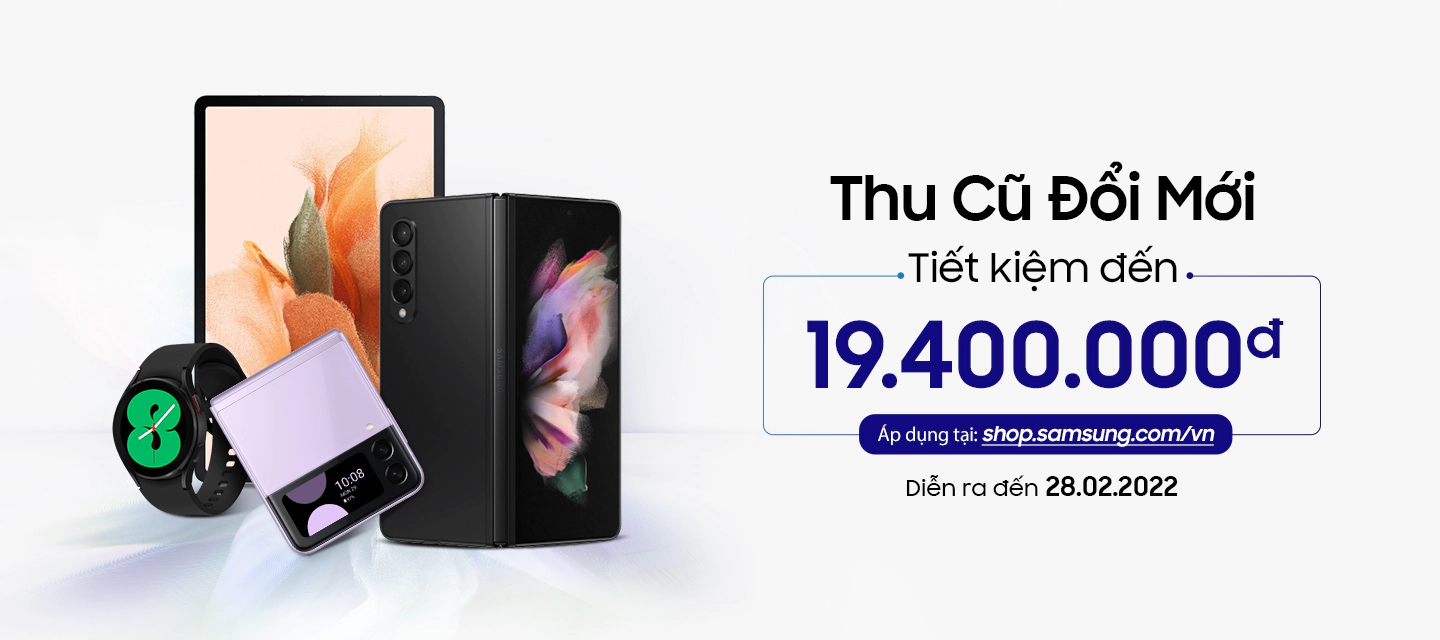 Thu Cũ Đổi Mới
Tiết kiệm đến
19.400.000đ
Áp dụng tại: shop.samsung.com/vn
Diễn ra đến 28.02.2022
10:08
SAMSUNG